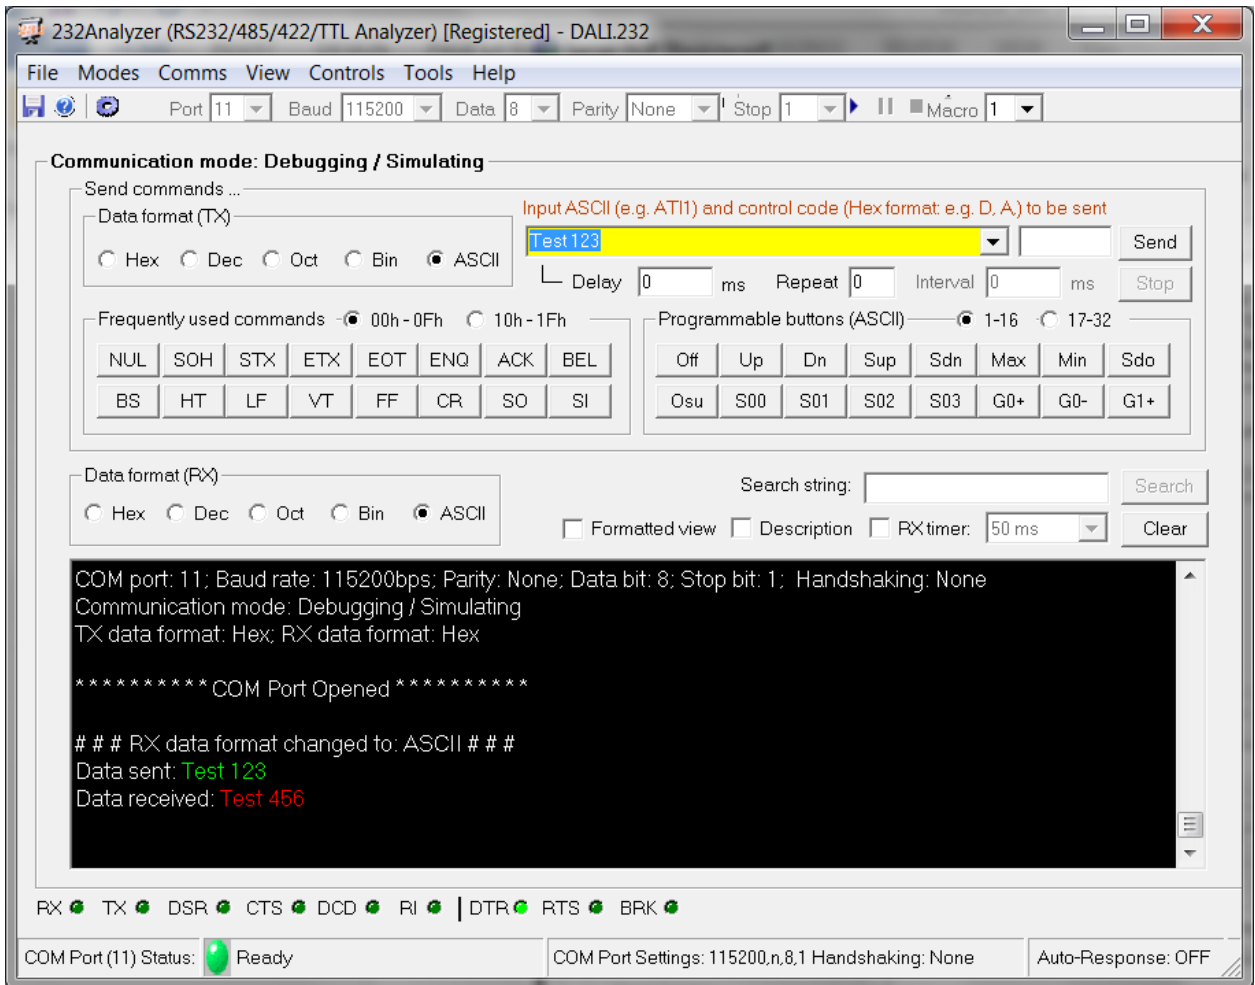 232Analyzer (RS232/485/422/TTL Analyzer) [Registered] - DALI.232
File Modes Comms View Controls Tools Help
Port 11 Baud 115200 Data 8 Parity None Stop 1 Macro 1
Communication mode: Debugging / Simulating
Send commands ...
Data format (TX)
Hex Dec Oct Bin ASCII
Input ASCII (e.g. ATI1) and control code (Hex format: e.g. D, A,) to be sent
Test 123 Send
Delay 0 ms Repeat 0 Interval 0 ms Stop
Frequently used commands 00h - 0Fh 10h - 1Fh
NUL SOH STX ETX EOT ENQ ACK BEL
BS HT LF VT FF CR SO SI
Programmable buttons (ASCII) 1-16 17-32
Off Up Dn Sup Sdn Max Min Sdo
Osu S00 S01 S02 S03 G0+ G0- G1+
Data format (RX)
Hex Dec Oct Bin ASCII
Search string: Search
Formatted view Description RX timer: 50 ms Clear
COM port: 11; Baud rate: 115200bps; Parity: None; Data bit: 8; Stop bit: 1; Handshaking: None
Communication mode: Debugging / Simulating
TX data format: Hex; RX data format: Hex
* * * * * * * * * * COM Port Opened * * * * * * * * * *
# # # RX data format changed to: ASCII # # #
Data sent: Test 123
Data received: Test 456
RX TX DSR CTS DCD RI DTR RTS BRK
COM Port (11) Status: Ready COM Port Settings: 115200,n,8,1 Handshaking: None Auto-Response: OFF